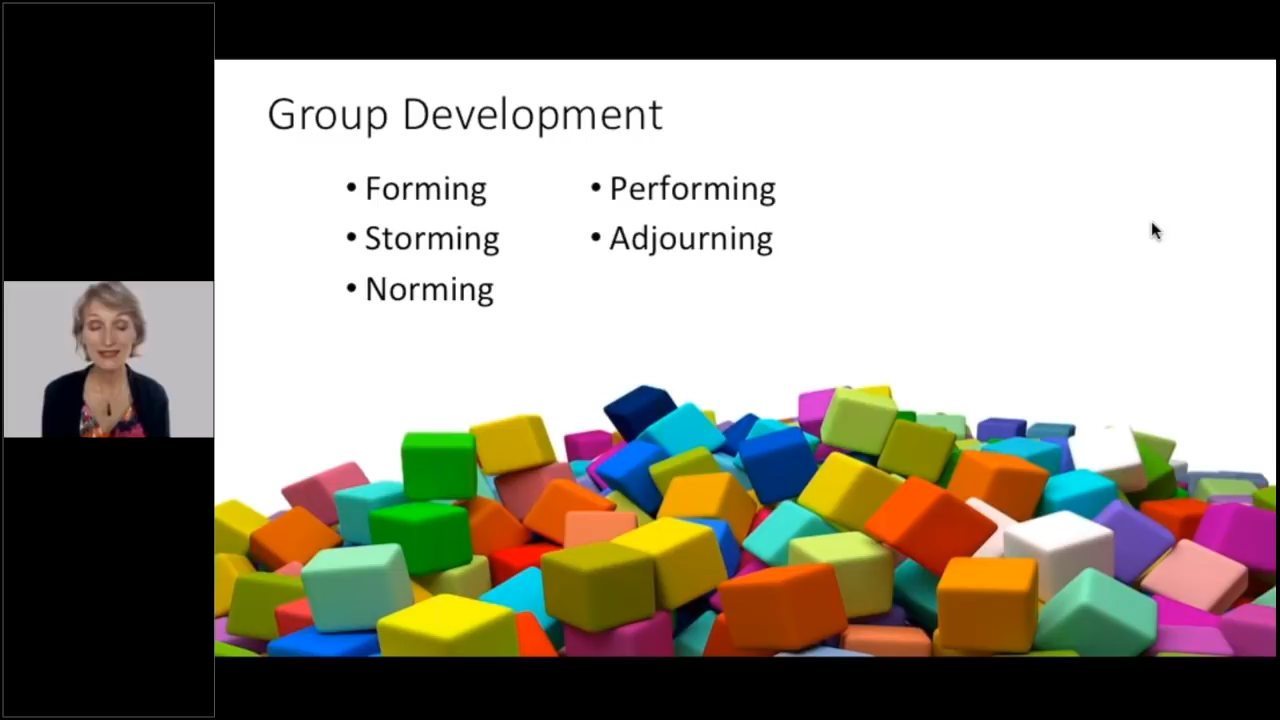 Group Development
• Forming
• Storming
• Norming
• Performing
• Adjourning